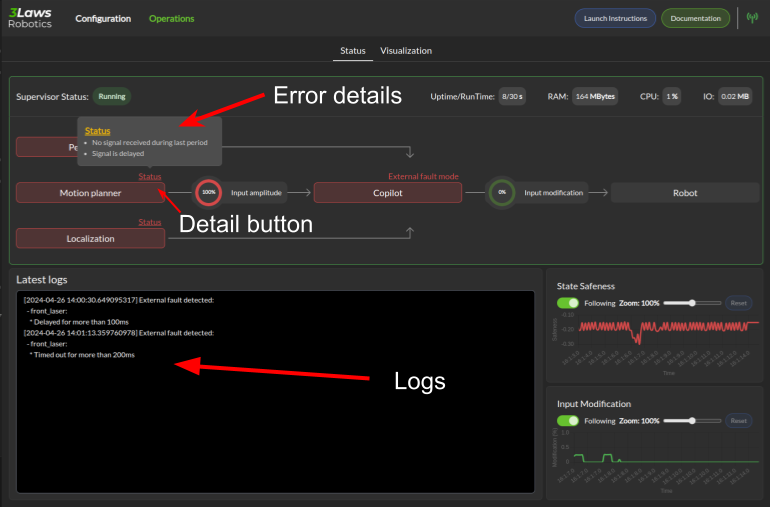 3Laws
Robotics
Configuration
Operations
Launch Instructions
Documentation
Status
Visualization
Supervisor Status:
Running
Error details
Uptime/RunTime:
8/30 s
RAM:
164 MBytes
CPU:
1 %
IO:
0.02 MB
Status
No signal received during last period
Signal is delayed
Pe
Status
External fault mode
Motion planner
100%
Input amplitude
Copilot
0%
Input modification
Robot
Status
Detail button
Localization
Latest logs
[2024-04-26 14:00:30.649095317] External fault detected:
- front_laser:
* Delayed for more than 100ms
[2024-04-26 14:01:13.359760978] External fault detected:
- front_laser:
* Timed out for more than 200ms
Logs
State Safeness
Following
Zoom: 100%
Reset
Safeness
Time
Input Modification
Following
Zoom: 100%
Reset
Modification (%)
1.0
0.5
0
Time